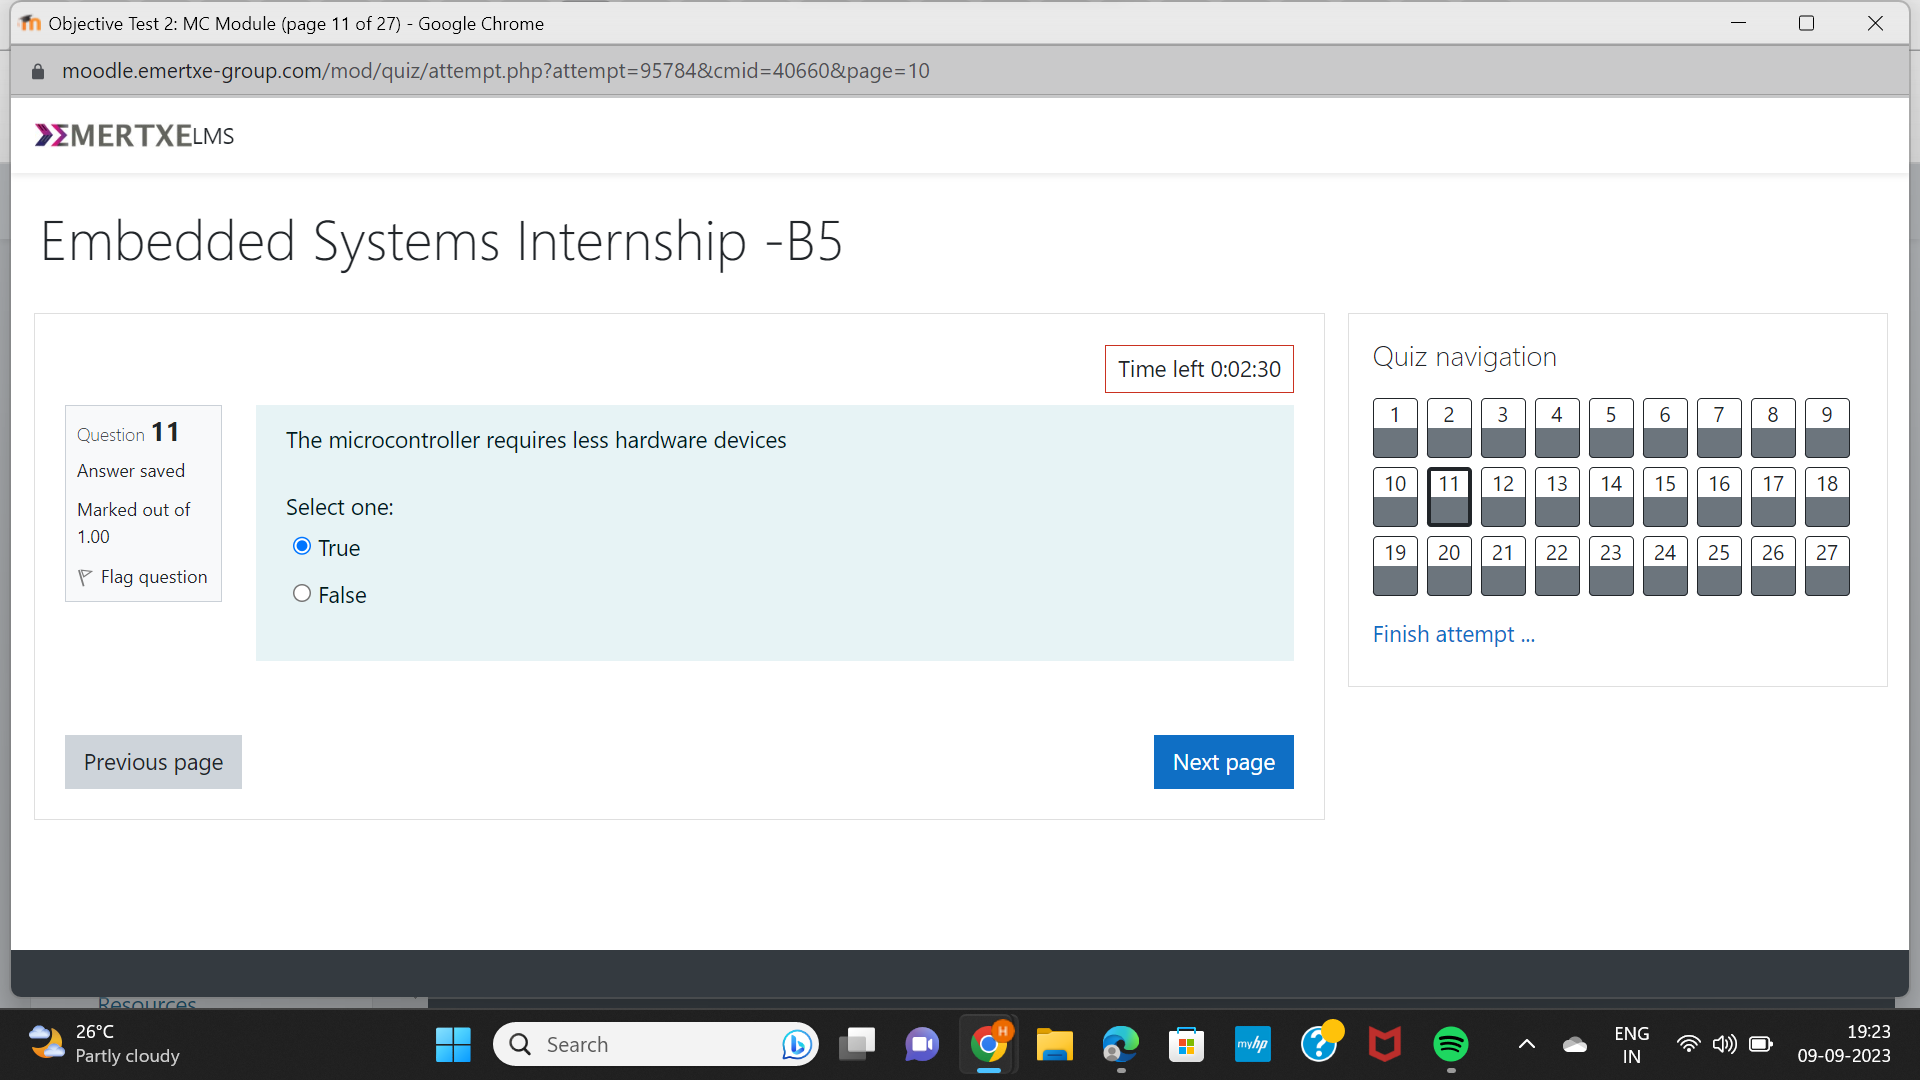 Objective Test 2: MC Module (page 11 of 27) - Google Chrome
moodle.emertxe-group.com/mod/quiz/attempt.php?attempt=95784&cmid=40660&page=10
EMERTXE LMS
Embedded Systems Internship -B5
Time left 0:02:30
Question 11
Answer saved
Marked out of
1.00
Flag question
The microcontroller requires less hardware devices
Select one:
True
False
Previous page
Next page
Quiz navigation
1 2 3 4 5 6 7 8 9
10 11 12 13 14 15 16 17 18
19 20 21 22 23 24 25 26 27
Finish attempt ...
Resources
26°C
Partly cloudy
Search
H
myhp
ENG
IN
19:23
09-09-2023